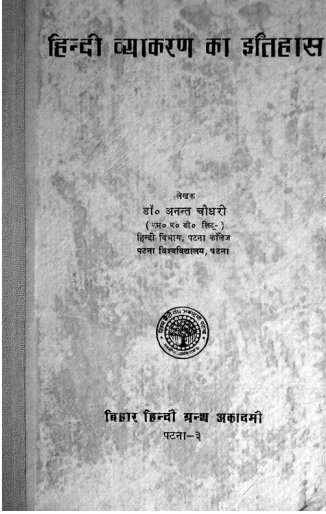 हिन्दी व्याकरण का इतिहास
लेखक
डॉ० अनन्त चौधरी
( एम० ए० डी० लिट्० )
हिन्दी विभाग, पटना कॉलेज
पटना विश्वविद्यालय, पटना
बिहार हिन्दी ग्रन्थ अकादमी
पटना-३